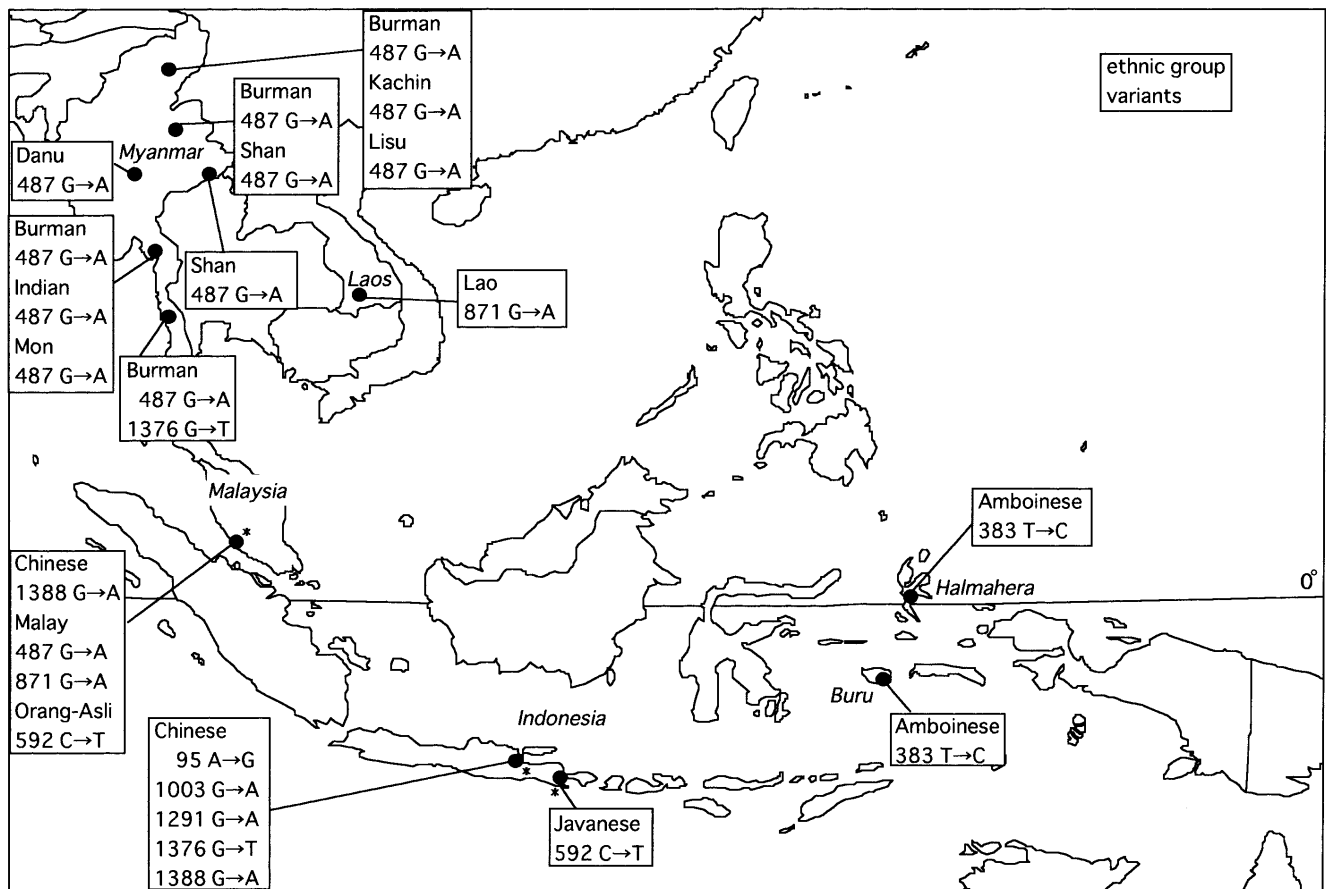 Burman
487 G→A
Kachin
487 G→A
Lisu
487 G→A
ethnic group
variants
Burman
487 G→A
Shan
487 G→A
Myanmar
Danu
487 G→A
Burman
487 G→A
Indian
487 G→A
Mon
487 G→A
Shan
487 G→A
Laos
Lao
871 G→A
Burman
487 G→A
1376 G→T
Malaysia
*
Amboinese
383 T→C
Chinese
1388 G→A
Malay
487 G→A
871 G→A
Orang-Asli
592 C→T
Halmahera
0°
Buru
Amboinese
383 T→C
Indonesia
Chinese
95 A→G
1003 G→A
1291 G→A
1376 G→T
1388 G→A
*
*
Javanese
592 C→T